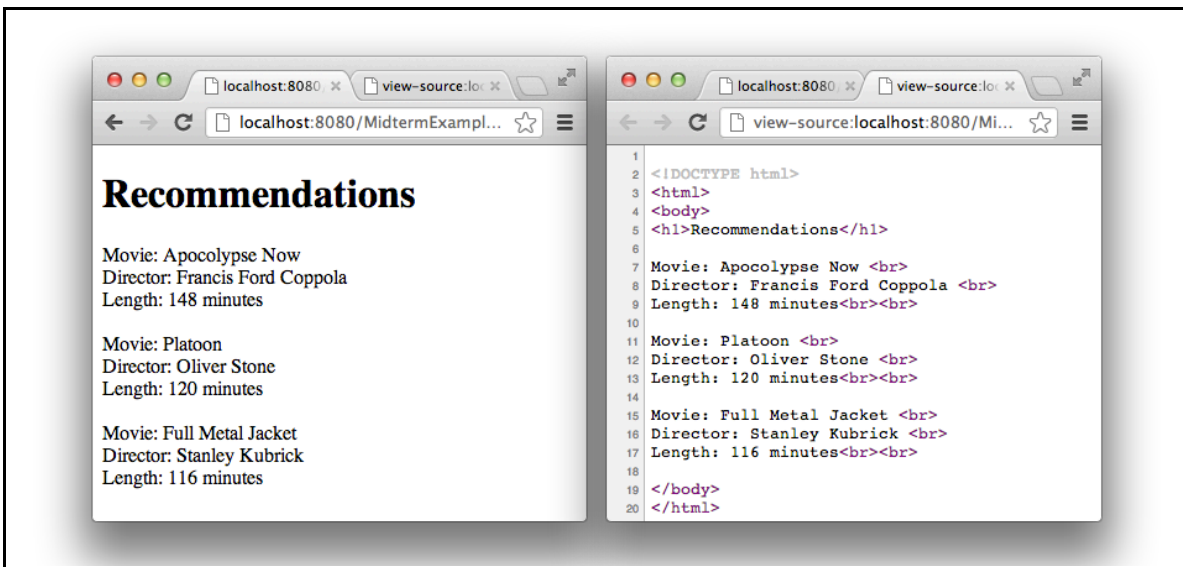 localhost:8080
view-source:loc
localhost:8080/MidtermExampl...
Recommendations
Movie: Apocolypse Now
Director: Francis Ford Coppola
Length: 148 minutes
Movie: Platoon
Director: Oliver Stone
Length: 120 minutes
Movie: Full Metal Jacket
Director: Stanley Kubrick
Length: 116 minutes
localhost:8080
view-source:loc
view-source:localhost:8080/Mi...
1
2 <!DOCTYPE html>
3 <html>
4 <body>
5 <h1>Recommendations</h1>
6
7 Movie: Apocolypse Now <br>
8 Director: Francis Ford Coppola <br>
9 Length: 148 minutes<br><br>
10
11 Movie: Platoon <br>
12 Director: Oliver Stone <br>
13 Length: 120 minutes<br><br>
14
15 Movie: Full Metal Jacket <br>
16 Director: Stanley Kubrick <br>
17 Length: 116 minutes<br><br>
18
19 </body>
20 </html>